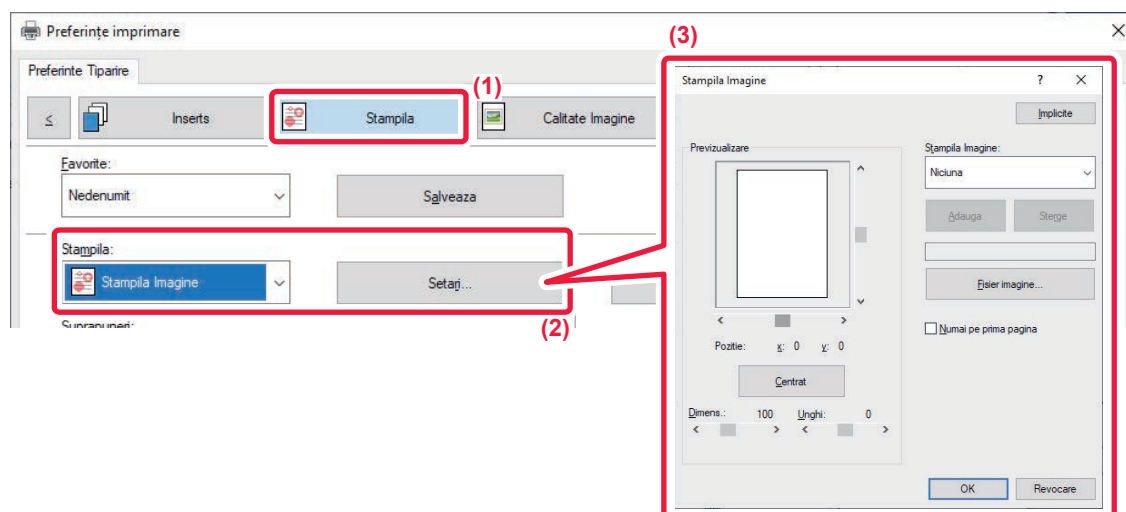 Preferințe imprimare
(3)
Preferinte Tiparire
(1)
<
Inserts
Stampila
Calitate Imagine
Favorite:
Nedenumit
Salveaza
Stampila:
Stampila Imagine
Setari...
(2)
Suprapuneri:
Stampila Imagine
?
Implicite
Previzualizare
Stampila Imagine:
Niciuna
Adauga
Sterge
Fisier imagine...
Numai pe prima pagina
Pozitie: x: 0 y: 0
Centrat
Dimens.: 100 Unghi: 0
OK
Revocare